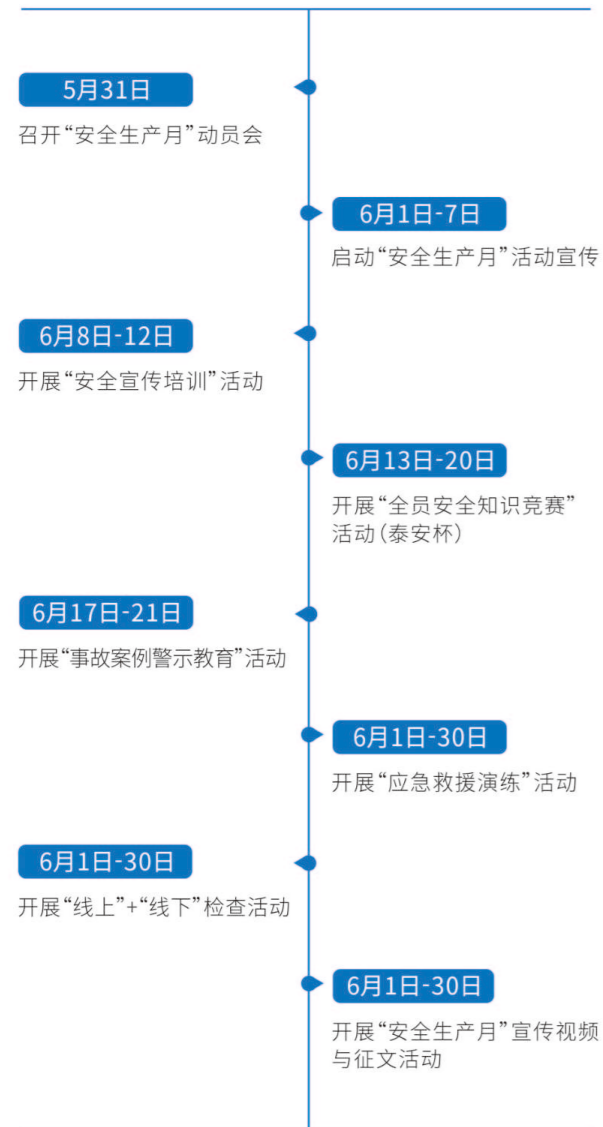 5月31日
召开“安全生产月”动员会
6月1日-7日
启动“安全生产月”活动宣传
6月8日-12日
开展“安全宣传培训”活动
6月13日-20日
开展“全员安全知识竞赛”
活动（泰安杯）
6月17日-21日
开展“事故案例警示教育”活动
6月1日-30日
开展“应急救援演练”活动
6月1日-30日
开展“线上”+“线下”检查活动
6月1日-30日
开展“安全生产月”宣传视频
与征文活动